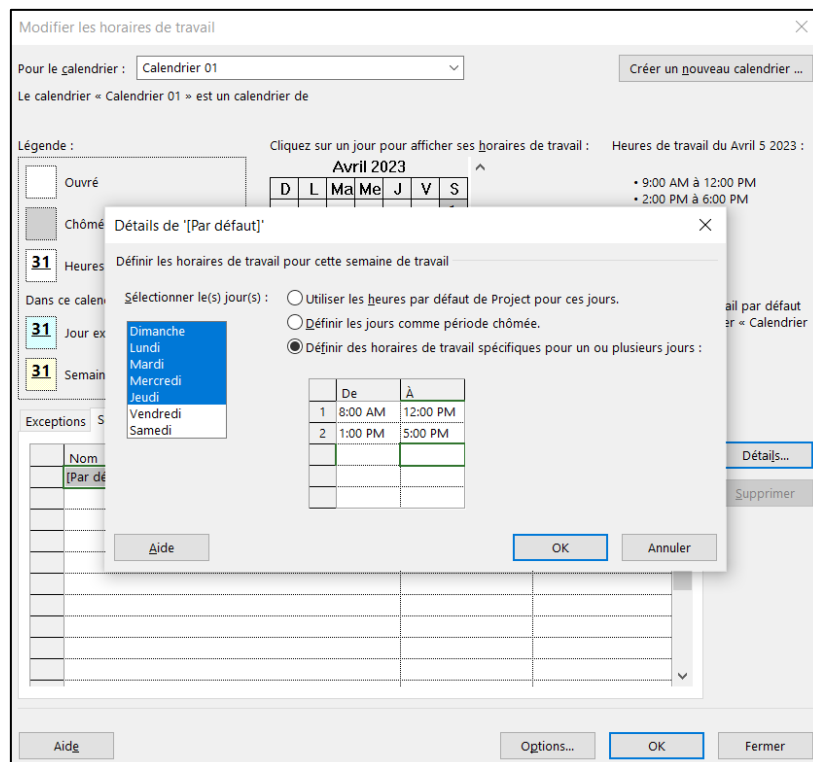 Modifier les horaires de travail
Pour le calendrier : Calendrier 01
Créer un nouveau calendrier ...
Le calendrier « Calendrier 01 » est un calendrier de
Légende :
Cliquez sur un jour pour afficher ses horaires de travail :
Heures de travail du Avril 5 2023 :
Ouvré
Avril 2023
D L Ma Me J V S
• 9:00 AM à 12:00 PM
• 2:00 PM à 6:00 PM
Chômé
31 Heures
Dans ce calen
31 Jour ex
31 Semain
ail par défaut
er « Calendrier
Détails de '[Par défaut]'
Définir les horaires de travail pour cette semaine de travail
Sélectionner le(s) jour(s) :
Dimanche
Lundi
Mardi
Mercredi
Jeudi
Vendredi
Samedi
Utiliser les heures par défaut de Project pour ces jours.
Définir les jours comme période chômée.
Définir des horaires de travail spécifiques pour un ou plusieurs jours :
De À
1 8:00 AM 12:00 PM
2 1:00 PM 5:00 PM
Aide
OK
Annuler
Exceptions S
Nom
[Par dé
Détails...
Supprimer
Aide
Options...
OK
Fermer